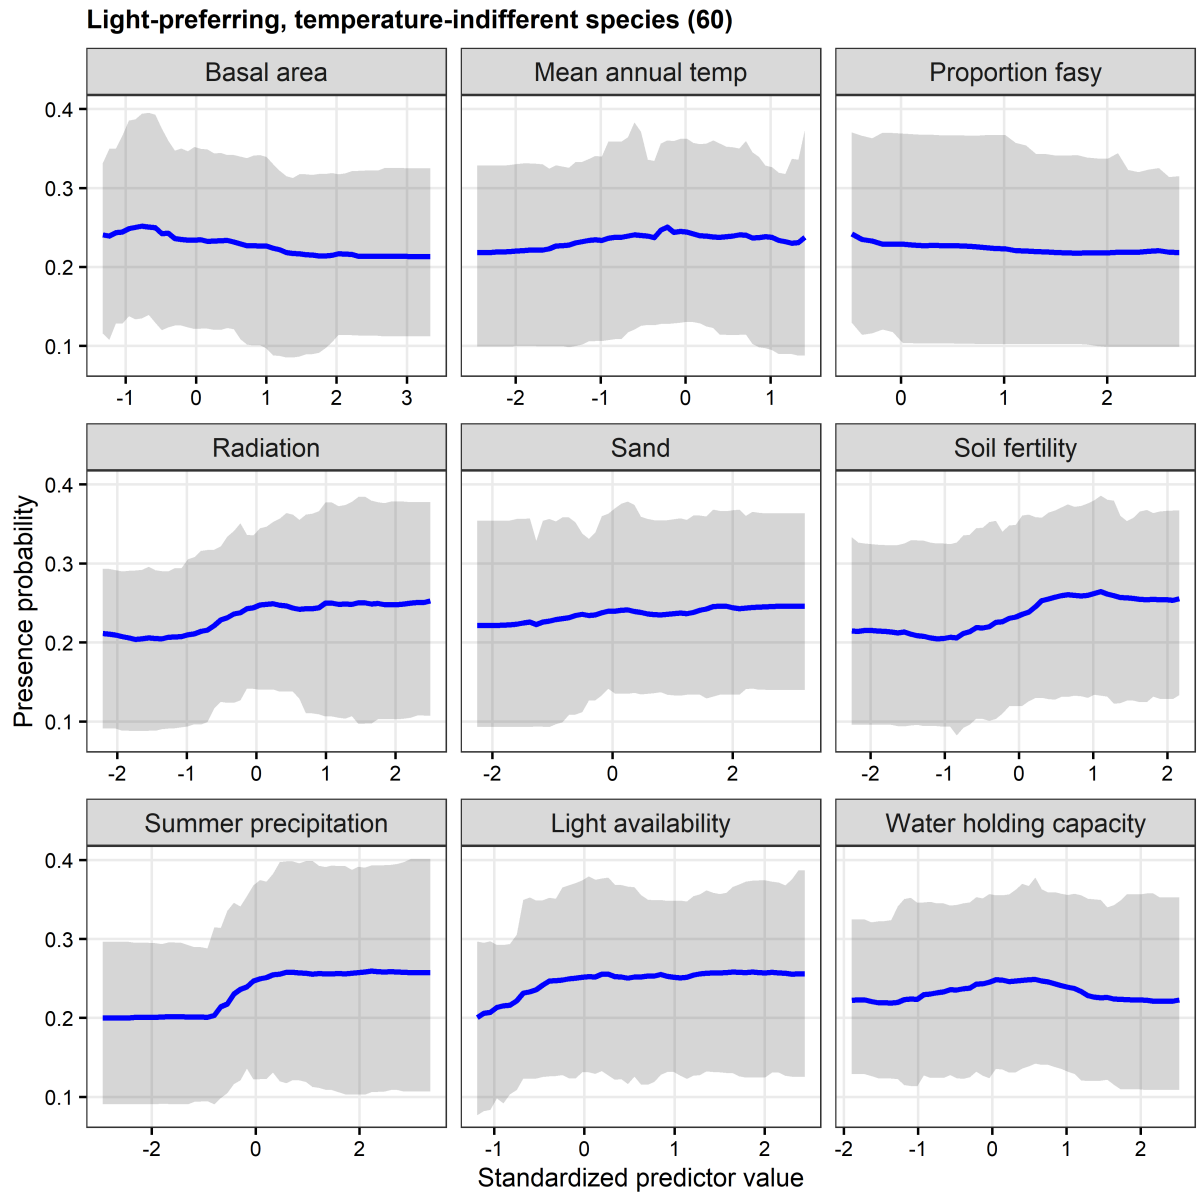 Light-preferring, temperature-indifferent species (60)
Basal area
Mean annual temp
Proportion fasy
0.4
0.3
0.2
0.1
-1 0 1 2 3
-2 -1 0 1
0 1 2
Radiation
Sand
Soil fertility
0.4
0.3
0.2
0.1
-2 -1 0 1 2
-2 0 2
-2 -1 0 1 2
Presence probability
Summer precipitation
Light availability
Water holding capacity
0.4
0.3
0.2
0.1
-2 0 2
-1 0 1 2
-2 -1 0 1 2
Standardized predictor value